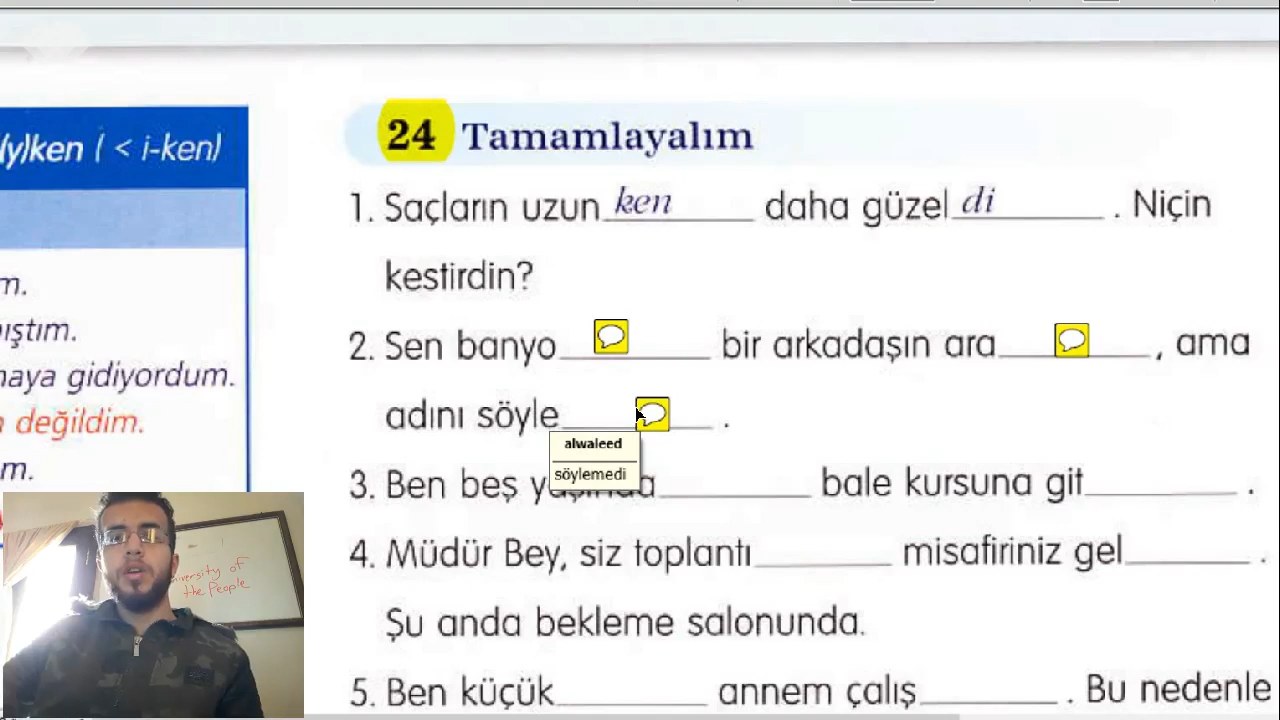 (y)ken ( < i-ken)
24 Tamamlayalım
1. Saçların uzun ken daha güzel di . Niçin
kestirdin?
2. Sen banyo bir arkadaşın ara , ama
adını söyle .
alwaleed
söylemedi
3. Ben beş bale kursuna git .
4. Müdür Bey, siz toplantı misafiriniz gel .
Şu anda bekleme salonunda.
5. Ben küçük annem çalış . Bu nedenle
m.
ıştım.
maya gidiyordum.
değildim.
m.
University of
the People